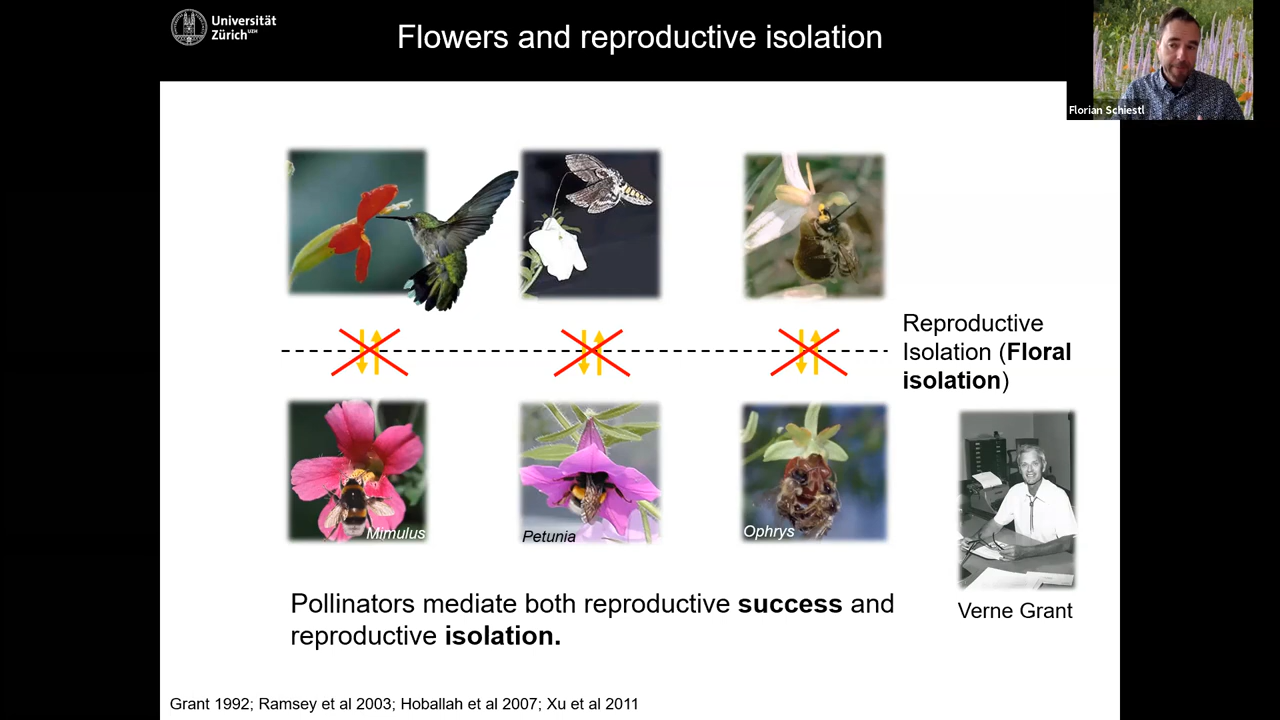 Universität
Zürich UZH
Flowers and reproductive isolation
Florian Schiestl
Reproductive
Isolation (Floral
isolation)
Mimulus
Petunia
Ophrys
Verne Grant
Pollinators mediate both reproductive success and
reproductive isolation.
Grant 1992; Ramsey et al 2003; Hoballah et al 2007; Xu et al 2011